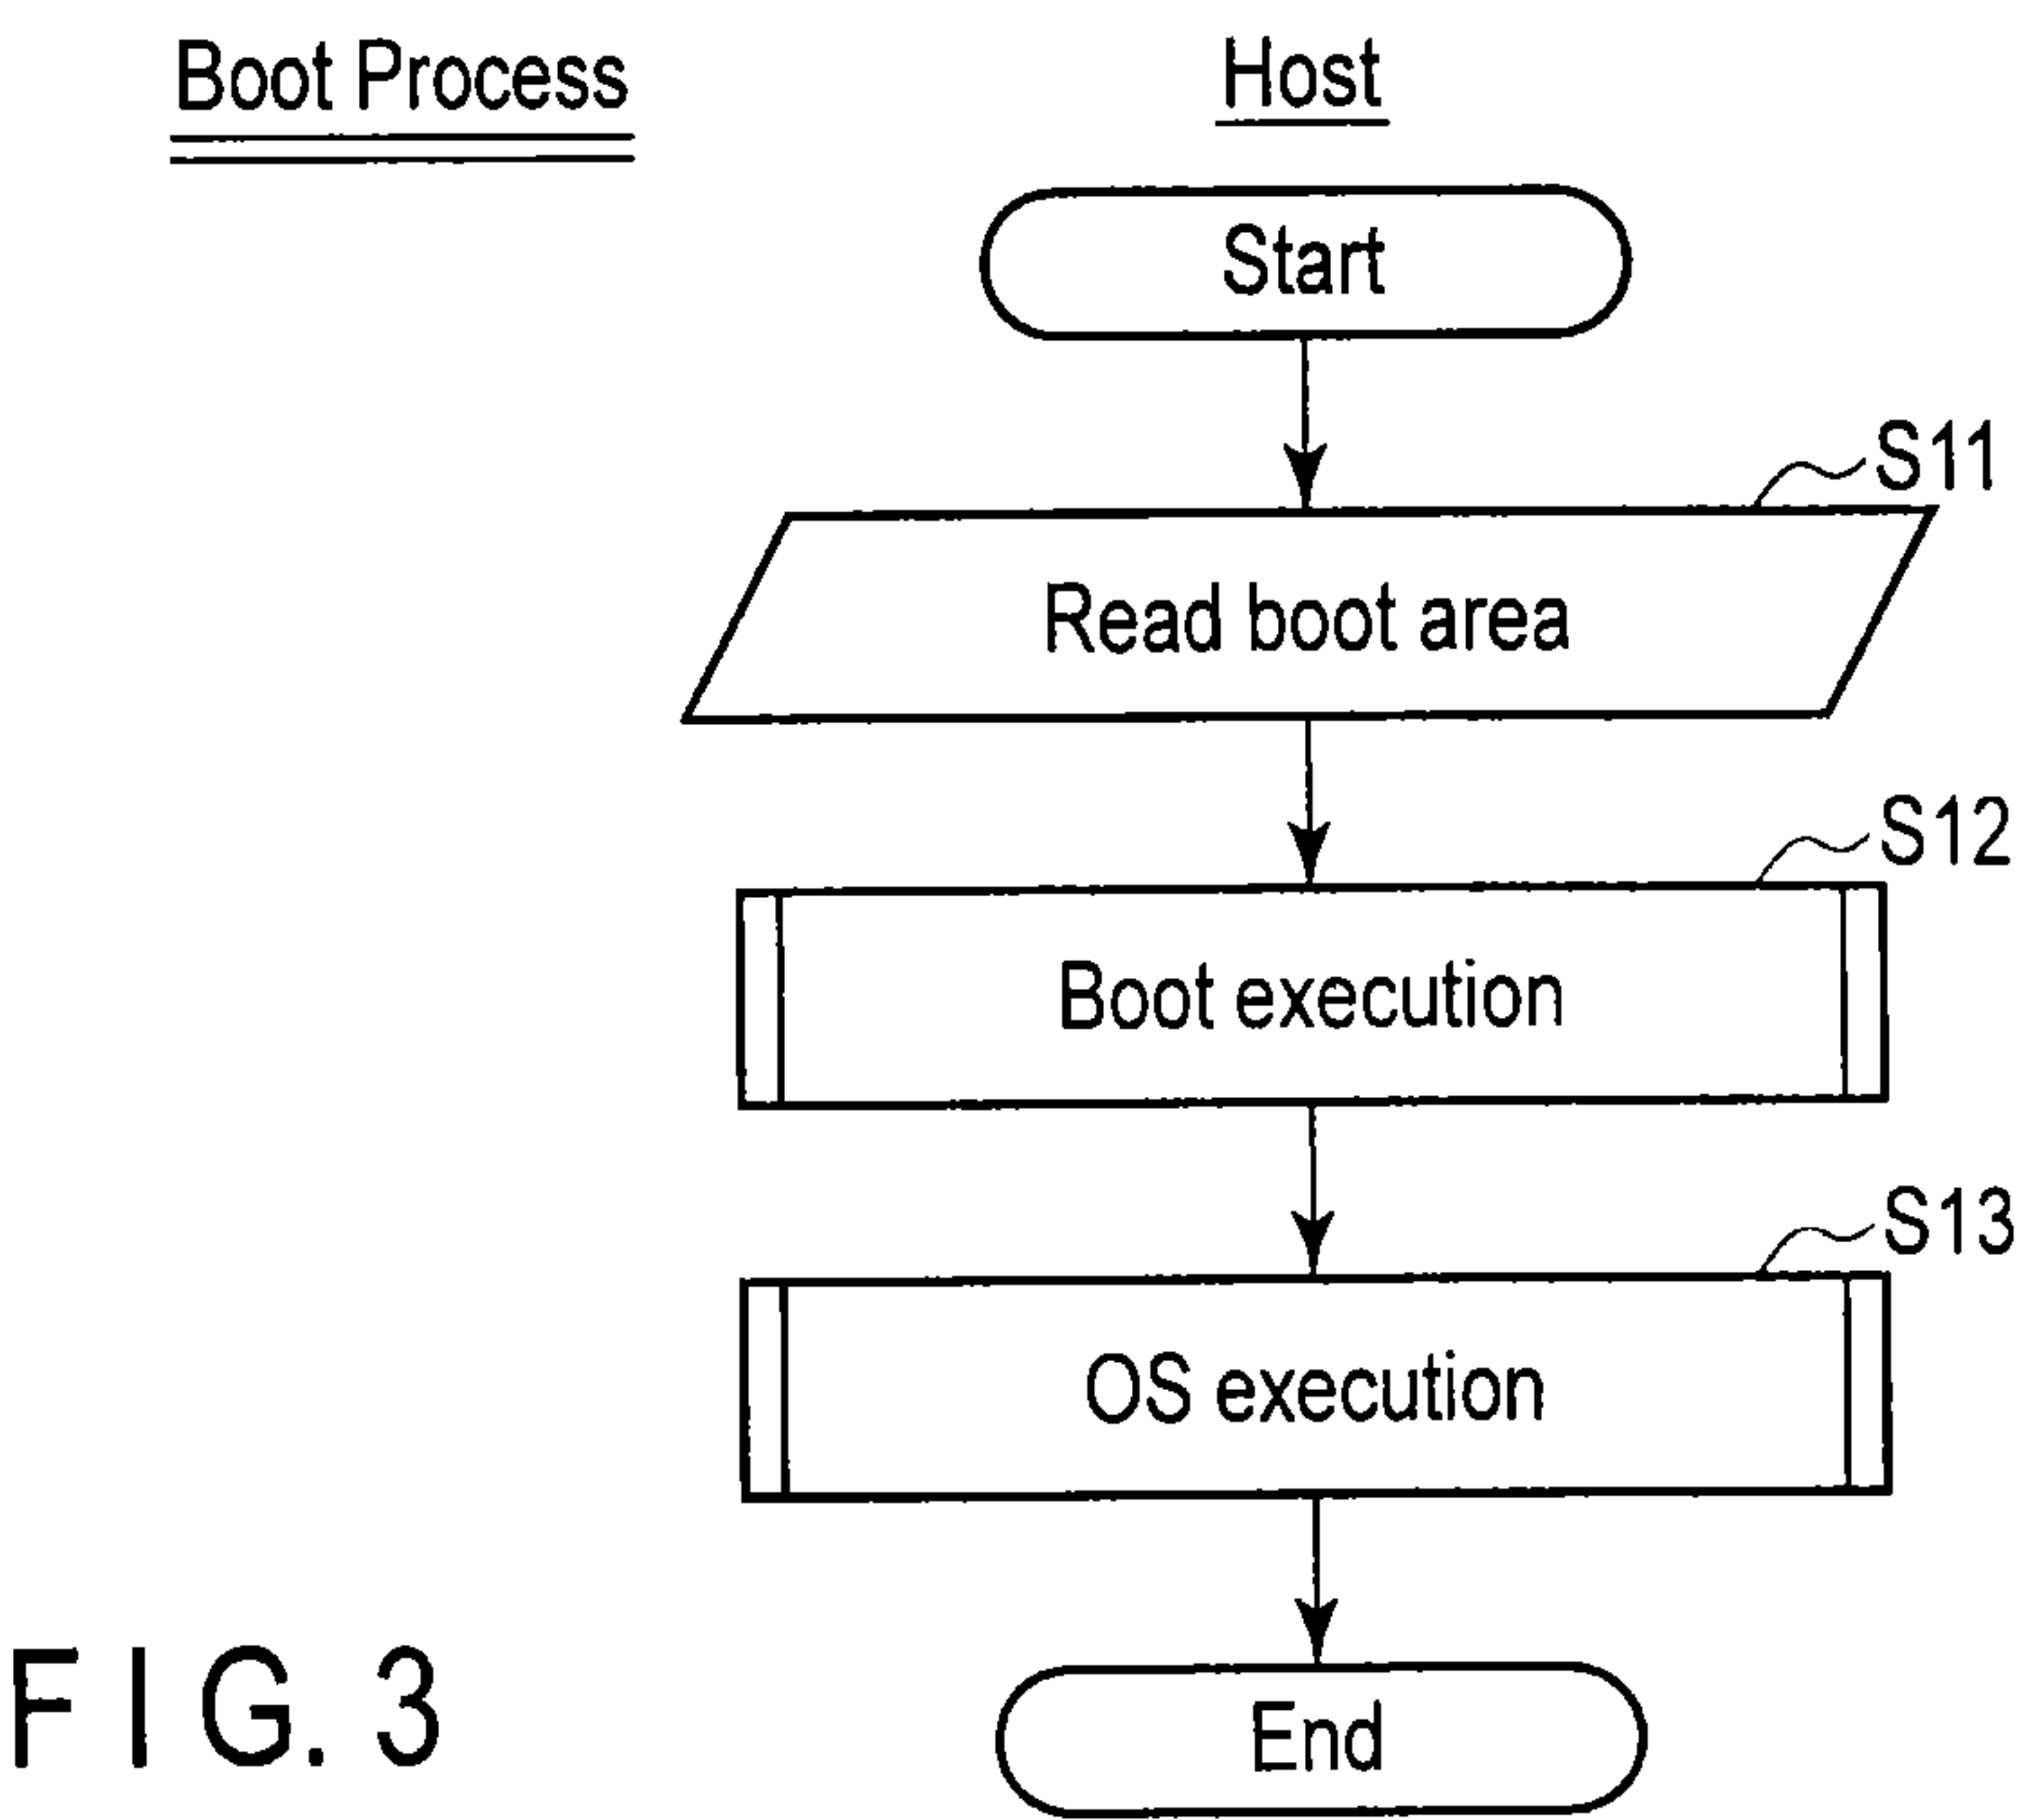 Boot Process
Host
Start
S11
Read boot area
S12
Boot execution
S13
OS execution
End
FIG. 3